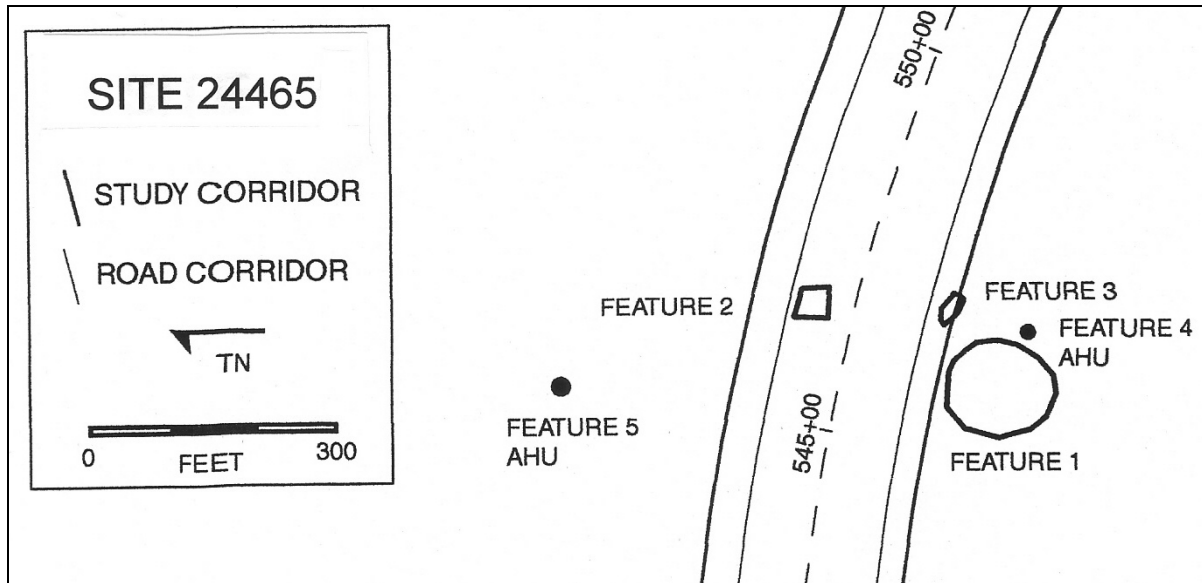 SITE 24465
STUDY CORRIDOR
ROAD CORRIDOR
TN
0 300
FEET
550+00
FEATURE 2
FEATURE 3
FEATURE 4
AHU
FEATURE 5
AHU
545+00
FEATURE 1